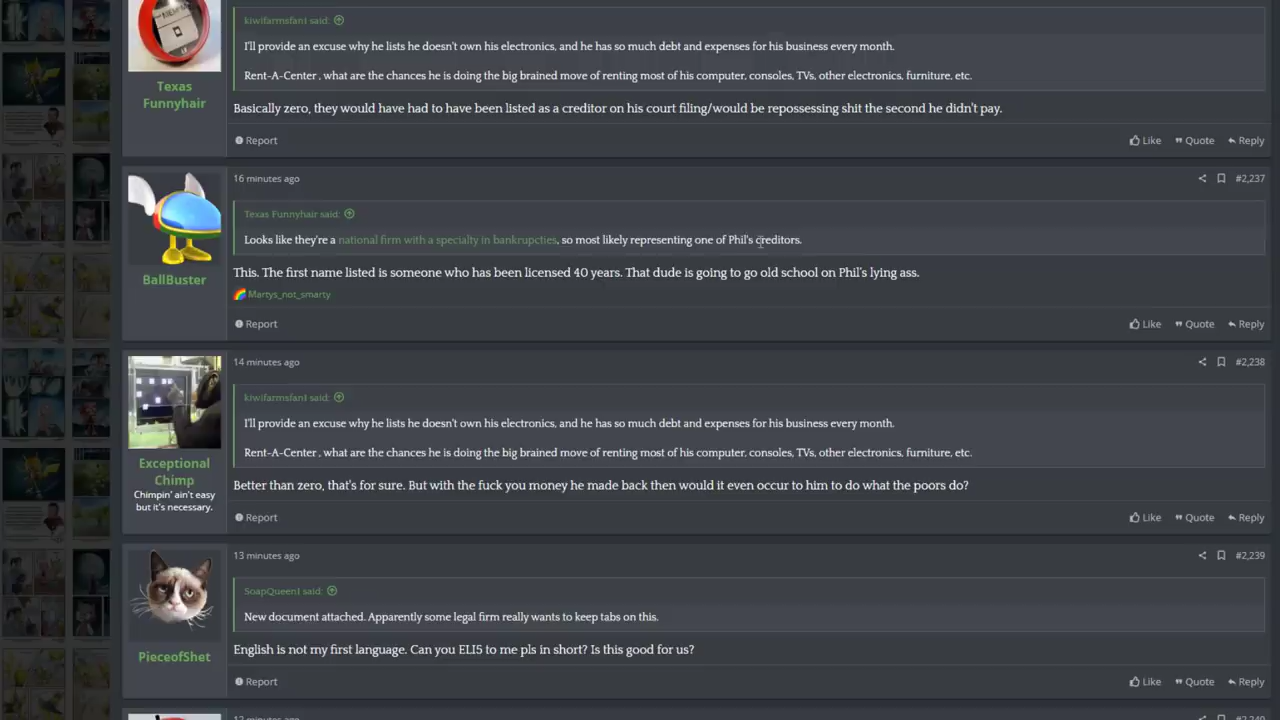 kiwifarmsfan1 said:
I'll provide an excuse why he lists he doesn't own his electronics, and he has so much debt and expenses for his business every month.
Rent-A-Center , what are the chances he is doing the big brained move of renting most of his computer, consoles, TVs, other electronics, furniture, etc.
Texas
Funnyhair
Basically zero, they would have had to have been listed as a creditor on his court filing/would be repossessing shit the second he didn't pay.
Report
Like Quote Reply
16 minutes ago
#2,237
Texas Funnyhair said:
Looks like they're a national firm with a specialty in bankrupcties, so most likely representing one of Phil's creditors.
BallBuster
This. The first name listed is someone who has been licensed 40 years. That dude is going to go old school on Phil's lying ass.
Martys_not_smarty
Report
Like Quote Reply
14 minutes ago
#2,238
kiwifarmsfan1 said:
I'll provide an excuse why he lists he doesn't own his electronics, and he has so much debt and expenses for his business every month.
Rent-A-Center , what are the chances he is doing the big brained move of renting most of his computer, consoles, TVs, other electronics, furniture, etc.
Exceptional
Chimp
Chimpin' ain't easy
but it's necessary.
Better than zero, that's for sure. But with the fuck you money he made back then would it even occur to him to do what the poors do?
Report
Like Quote Reply
13 minutes ago
#2,239
SoapQueen1 said:
New document attached. Apparently some legal firm really wants to keep tabs on this.
PieceofShet
English is not my first language. Can you ELI5 to me pls in short? Is this good for us?
Report
Like Quote Reply